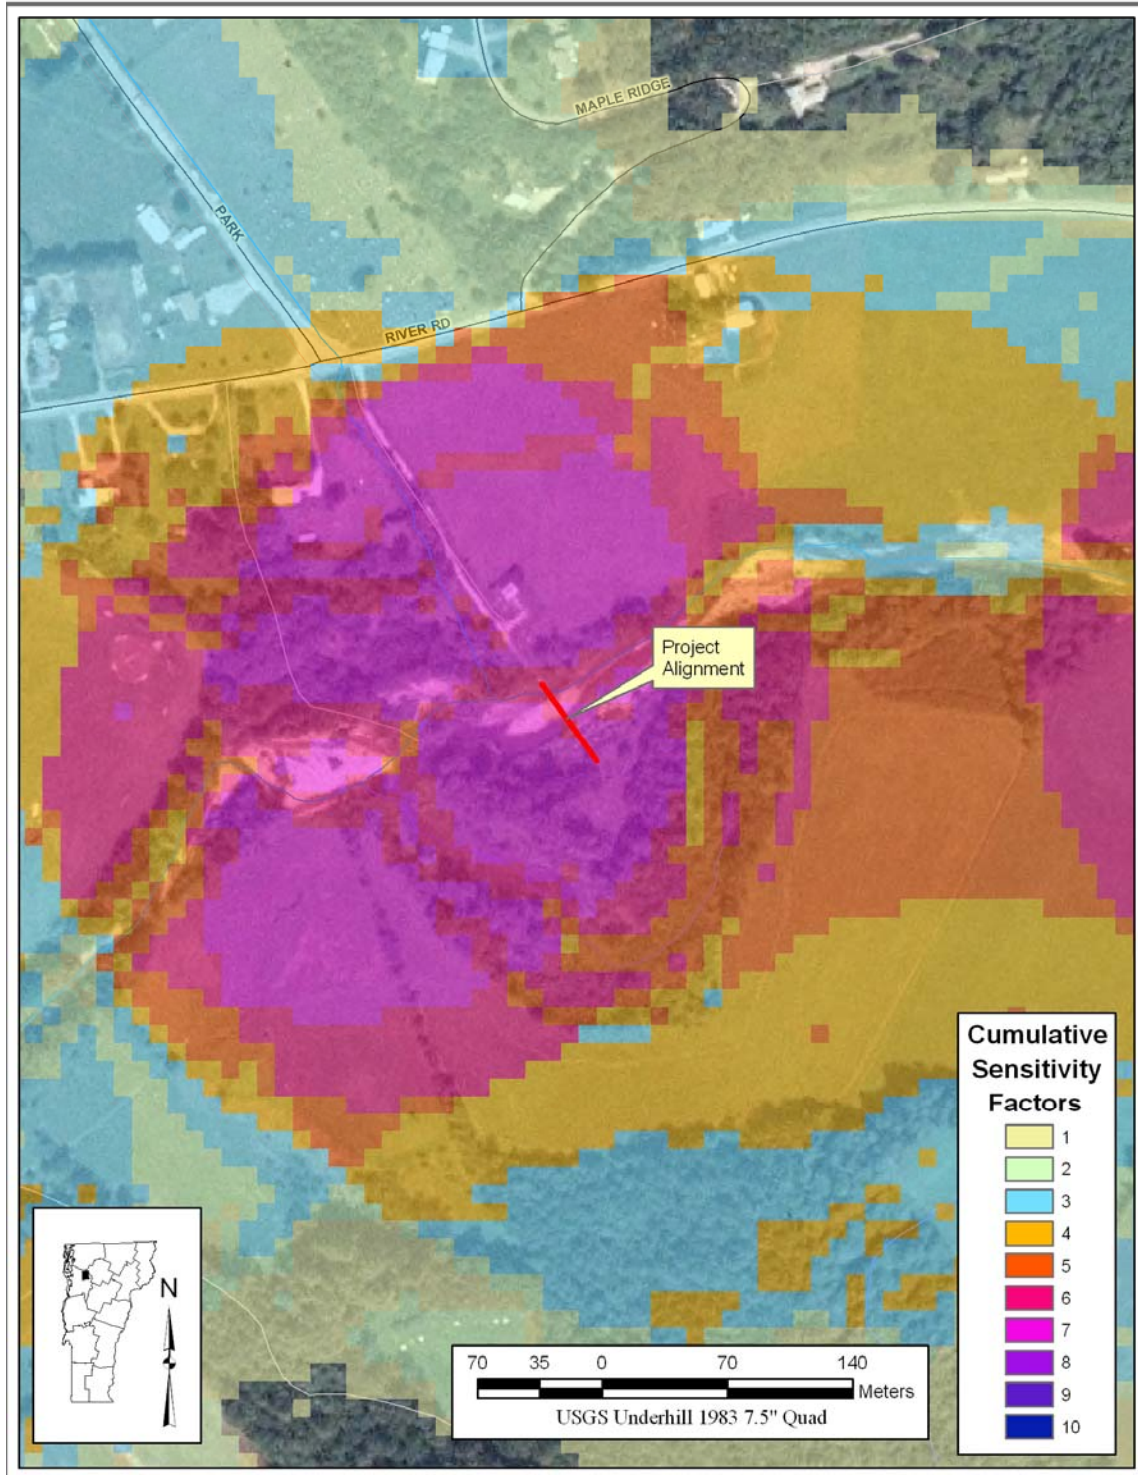 MAPLE RIDGE
PARK
RIVER RD
Project
Alignment
Cumulative
Sensitivity
Factors
1
2
3
4
5
6
7
8
9
10
N
70 35 0 70 140
Meters
USGS Underhill 1983 7.5" Quad